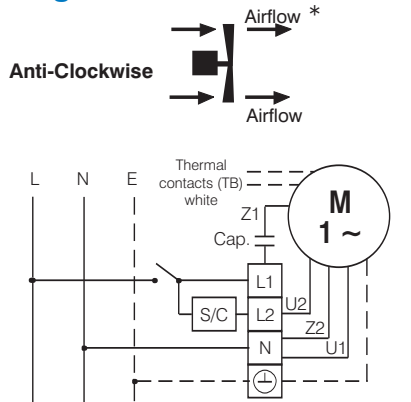 Airflow *
Anti-Clockwise
Airflow
L N E
Thermal
contacts (TB)
white
M
1 ~
Z1
Cap.
L1
S/C L2 U2
Z2
N U1